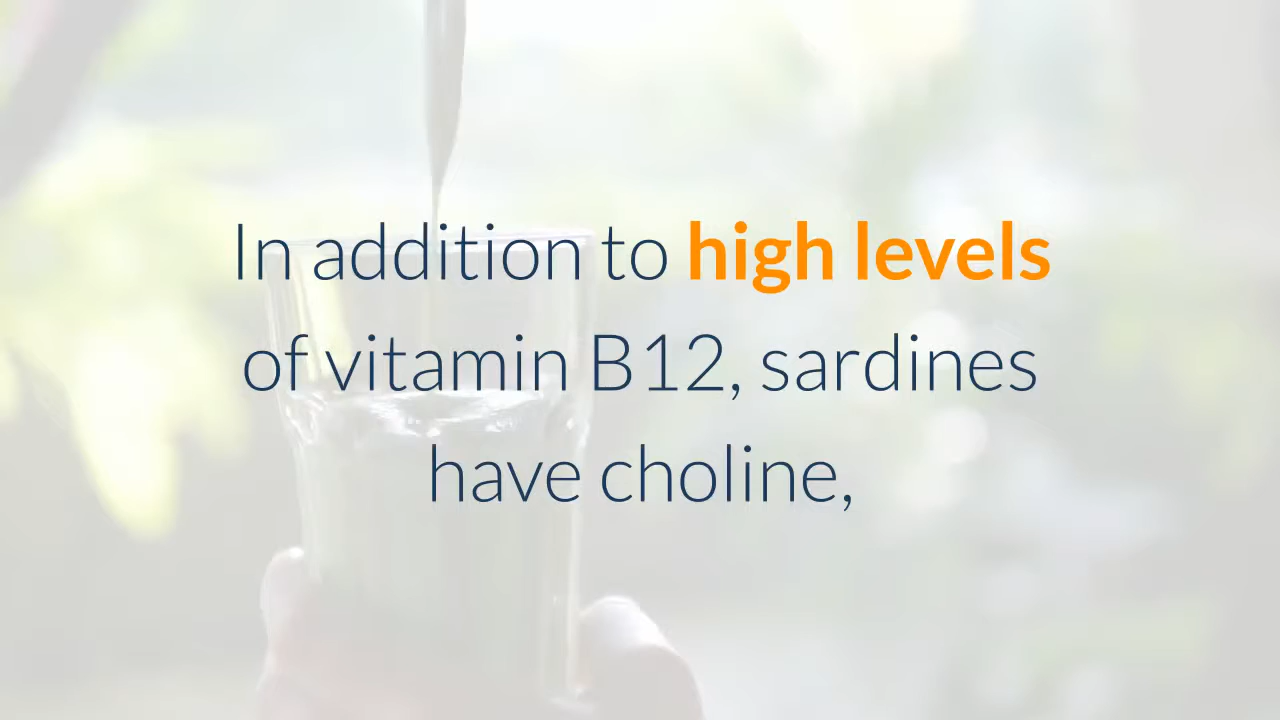 In addition to high levels
of vitamin B12, sardines
have choline,